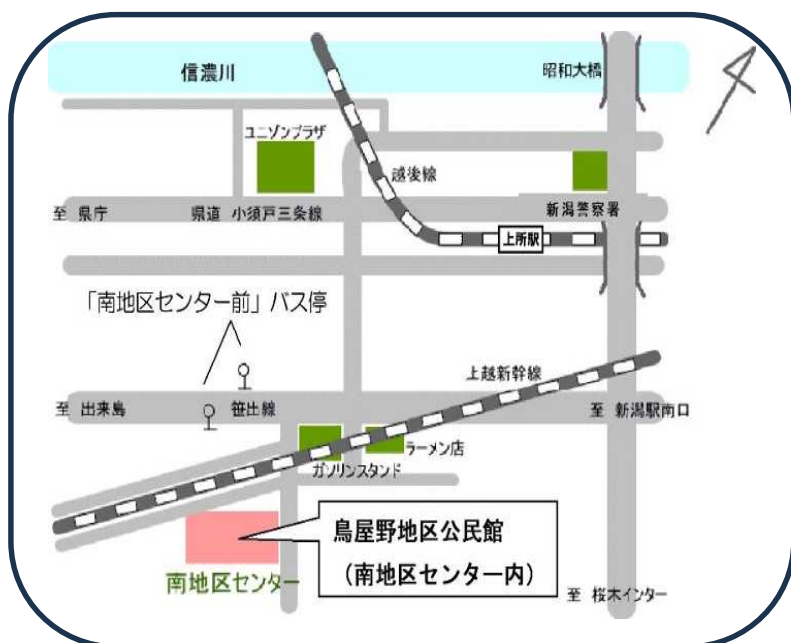 信濃川
昭和大橋
ユニゾンプラザ
越後線
至 県庁
県道 小須戸三条線
新潟警察署
上所駅
「南地区センター前」バス停
上越新幹線
至 出来島
笹出線
至 新潟駅南口
ラーメン店
ガソリンスタンド
鳥屋野地区公民館
（南地区センター内）
南地区センター
至 桜木インター